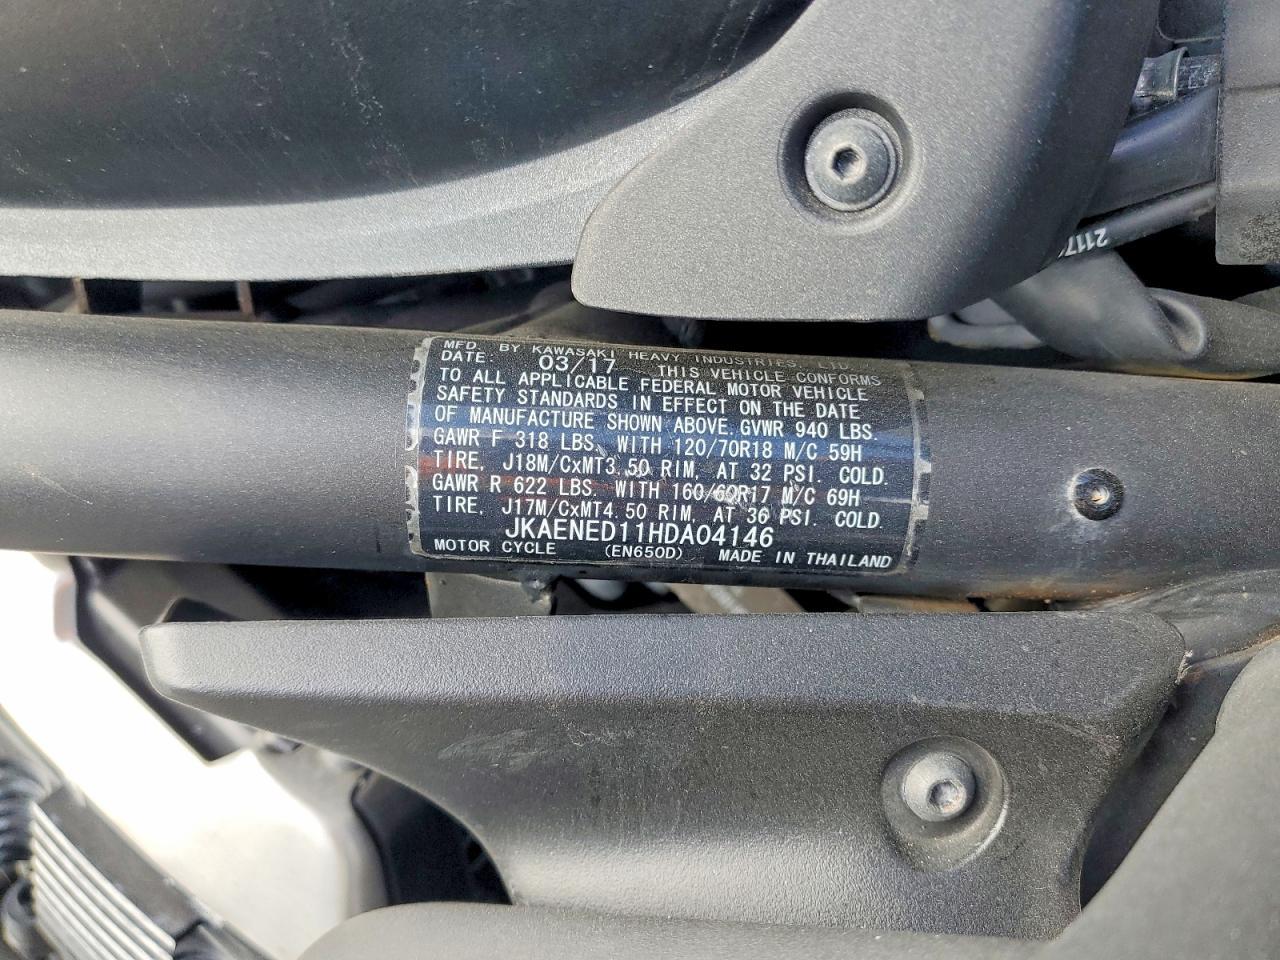 MFD. BY KAWASAKI HEAVY INDUSTRIES, LTD.
DATE: 03/17 THIS VEHICLE CONFORMS
TO ALL APPLICABLE FEDERAL MOTOR VEHICLE
SAFETY STANDARDS IN EFFECT ON THE DATE
OF MANUFACTURE SHOWN ABOVE. GVWR 940 LBS.
GAWR F 318 LBS. WITH 120/70R18 M/C 59H
TIRE, J18M/CxMT3.50 RIM, AT 32 PSI. COLD.
GAWR R 622 LBS. WITH 160/60R17 M/C 69H
TIRE, J17M/CxMT4.50 RIM, AT 36 PSI. COLD.
JKAENED11HDA04146
MOTOR CYCLE (EN650D) MADE IN THAILAND